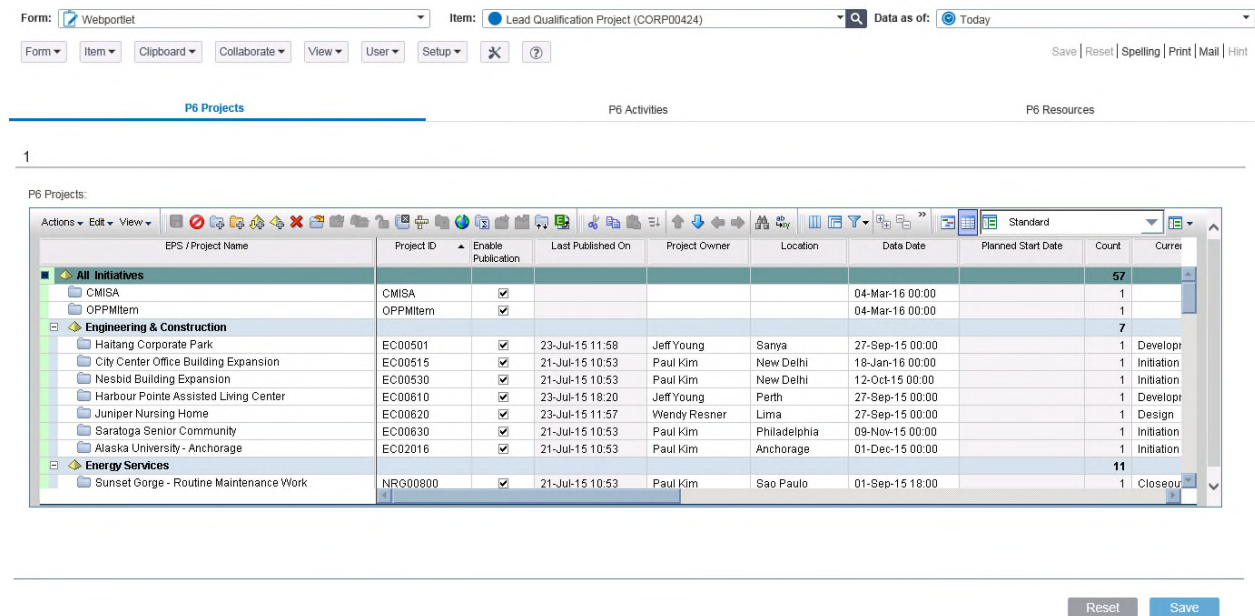 Form: Webportlet Item: Lead Qualification Project (CORP00424) Data as of: Today
Form Item Clipboard Collaborate View User Setup Save | Reset | Spelling | Print | Mail | Hint
P6 Projects P6 Activities P6 Resources
1
P6 Projects:
Actions Edit View Standard
EPS / Project Name Project ID Enable Publication Last Published On Project Owner Location Data Date Planned Start Date Count Curre
All Initiatives 57
CMISA CMISA 04-Mar-16 00:00 1
OPPMItem OPPMItem 04-Mar-16 00:00 1
Engineering & Construction 7
Haitang Corporate Park EC00501 23-Jul-15 11:58 Jeff Young Sanya 27-Sep-15 00:00 1 Developr
City Center Office Building Expansion EC00515 21-Jul-15 10:53 Paul Kim New Delhi 18-Jan-16 00:00 1 Initiation
Nesbid Building Expansion EC00530 21-Jul-15 10:53 Paul Kim New Delhi 12-Oct-15 00:00 1 Initiation
Harbour Pointe Assisted Living Center EC00610 23-Jul-15 18:20 Jeff Young Perth 27-Sep-15 00:00 1 Developr
Juniper Nursing Home EC00620 23-Jul-15 11:57 Wendy Resner Lima 27-Sep-15 00:00 1 Design
Saratoga Senior Community EC00630 21-Jul-15 10:53 Paul Kim Philadelphia 09-Nov-15 00:00 1 Initiation
Alaska University - Anchorage EC02016 21-Jul-15 10:53 Paul Kim Anchorage 01-Dec-15 00:00 1 Initiation
Energy Services 11
Sunset Gorge - Routine Maintenance Work NRG00800 21-Jul-15 10:53 Paul Kim Sao Paulo 01-Sep-15 18:00 1 Closeou
Reset Save